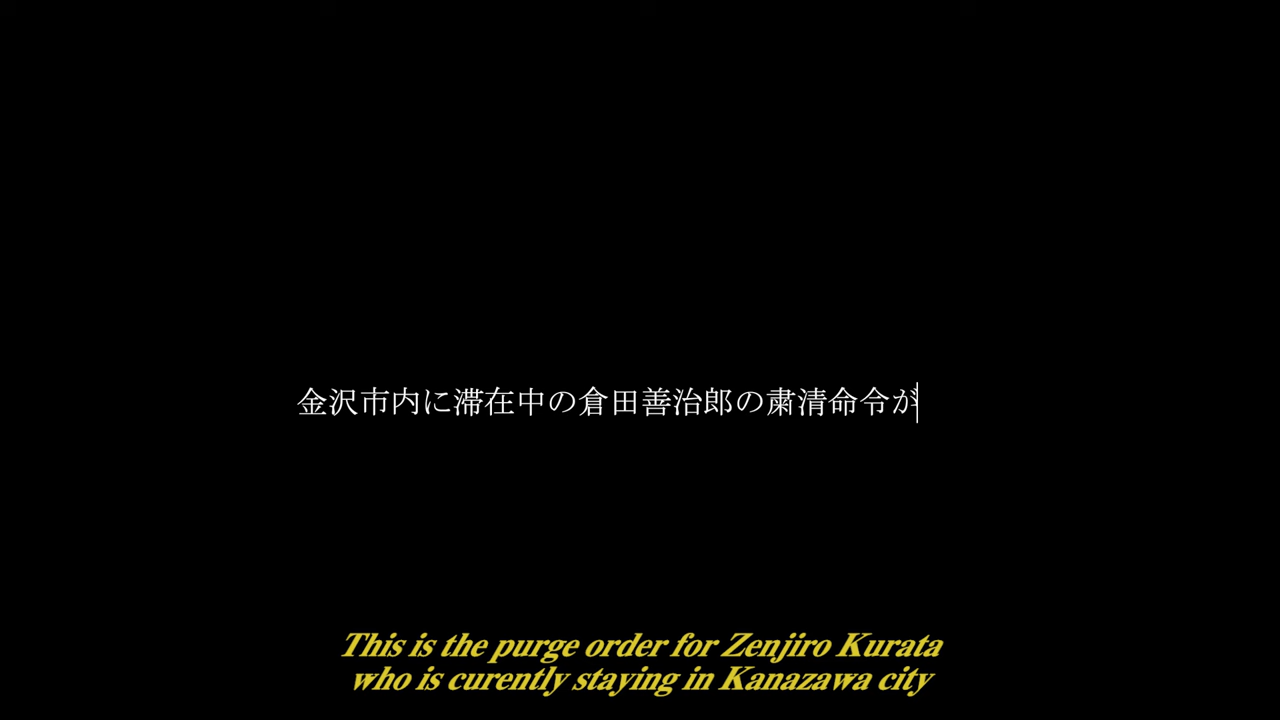 金沢市内に滞在中の倉田善治郎の粛清命令が
This is the purge order for Zenjiro Kurata
who is curently staying in Kanazawa city